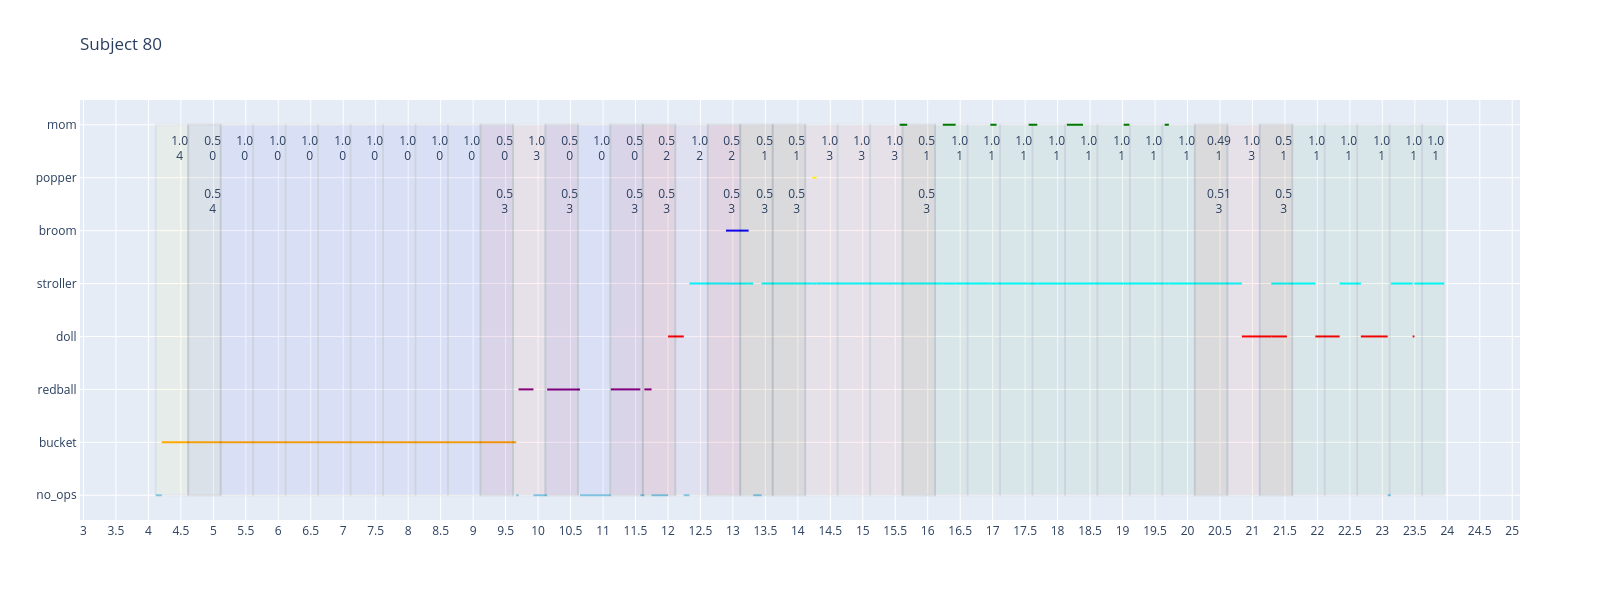 Subject 80
mom
1.0 0.5 1.0 1.0 1.0 1.0 1.0 1.0 1.0 1.0 0.5 1.0 0.5 1.0 0.5 0.5 1.0 0.5 0.5 0.5 1.0 1.0 1.0 0.5 1.0 1.0 1.0 1.0 1.0 1.0 1.0 1.0 0.49 1.0 0.5 1.0 1.0 1.0 1.0 1.0
4 0 0 0 0 0 0 0 0 0 0 3 0 0 0 2 2 2 1 1 3 3 3 1 1 1 1 1 1 1 1 1 1 3 1 1 1 1 1 1
popper
0.5 0.5 0.5 0.5 0.5 0.5 0.5 0.5 0.5 0.51 0.5
4 3 3 3 3 3 3 3 3 3 3
broom
stroller
doll
redball
bucket
no_ops
3 3.5 4 4.5 5 5.5 6 6.5 7 7.5 8 8.5 9 9.5 10 10.5 11 11.5 12 12.5 13 13.5 14 14.5 15 15.5 16 16.5 17 17.5 18 18.5 19 19.5 20 20.5 21 21.5 22 22.5 23 23.5 24 24.5 25